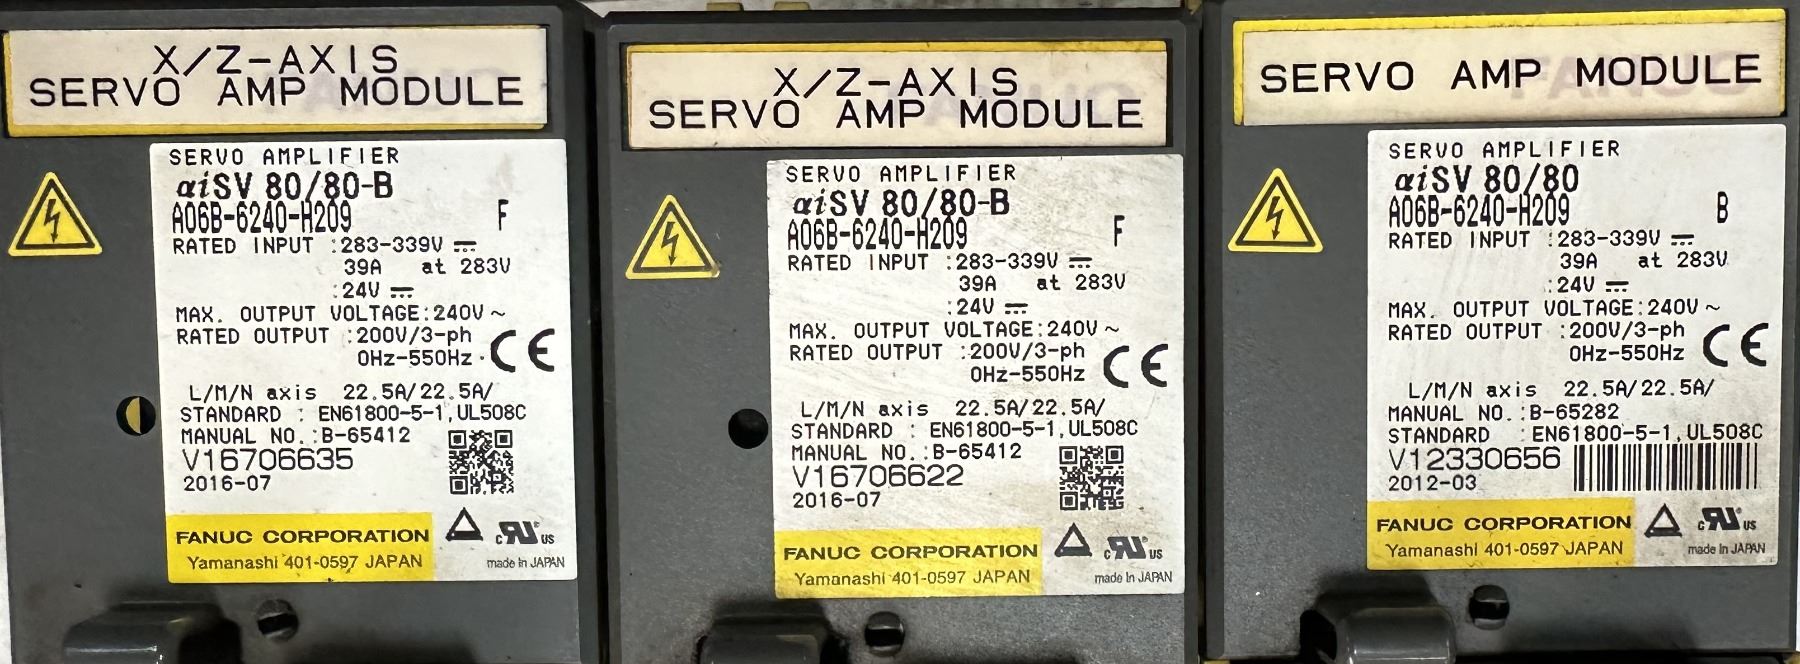 X/Z-AXIS
SERVO AMP MODULE
SERVO AMPLIFIER
αiSV 80/80-B
A06B-6240-H209 F
RATED INPUT :283-339V
39A at 283V
:24V
MAX. OUTPUT VOLTAGE:240V~
RATED OUTPUT :200V/3-ph
0Hz-550Hz
CE
L/M/N axis 22.5A/22.5A/
STANDARD : EN61800-5-1,UL508C
MANUAL NO.:B-65412
V16706635
2016-07
FANUC CORPORATION
Yamanashi 401-0597 JAPAN
c RU us
made in JAPAN
X/Z-AXIS
SERVO AMP MODULE
SERVO AMPLIFIER
αiSV 80/80-B
A06B-6240-H209 F
RATED INPUT :283-339V
39A at 283V
:24V
MAX. OUTPUT VOLTAGE:240V~
RATED OUTPUT :200V/3-ph
0Hz-550Hz
CE
L/M/N axis 22.5A/22.5A/
STANDARD : EN61800-5-1,UL508C
MANUAL NO.:B-65412
V16706622
2016-07
FANUC CORPORATION
Yamanashi 401-0597 JAPAN
c RU us
made in JAPAN
SERVO AMP MODULE
SERVO AMPLIFIER
αiSV 80/80
A06B-6240-H209 B
RATED INPUT :283-339V
39A at 283V
:24V
MAX. OUTPUT VOLTAGE:240V~
RATED OUTPUT :200V/3-ph
0Hz-550Hz
CE
L/M/N axis 22.5A/22.5A/
MANUAL NO.:B-65282
STANDARD :EN61800-5-1,UL508C
V12330656
2012-03
FANUC CORPORATION
Yamanashi 401-0597 JAPAN
c RU us
made in JAPAN